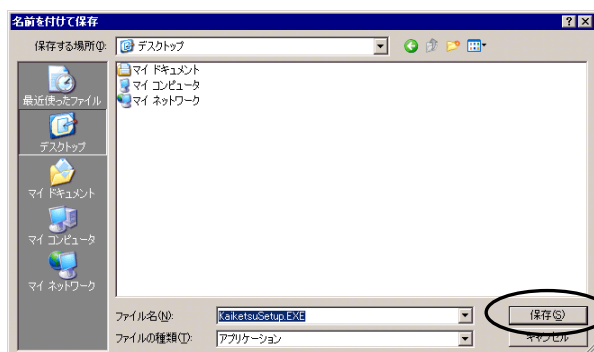 名前を付けて保存
保存する場所(I): デスクトップ
マイ ドキュメント
マイ コンピュータ
マイ ネットワーク
最近使ったファイル
デスクトップ
マイ ドキュメント
マイ コンピュータ
マイ ネットワーク
ファイル名(N): KaiketsuSetup.EXE 保存(S)
ファイルの種類(T): アプリケーション キャンセル